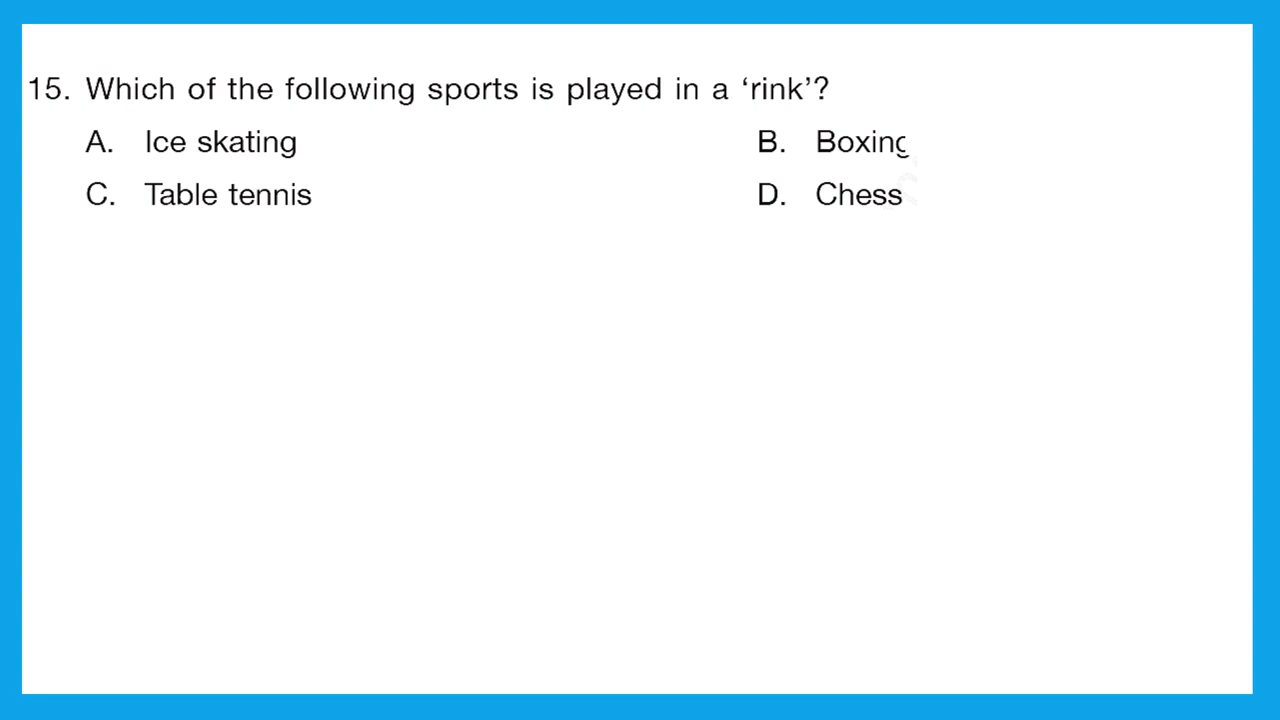 15. Which of the following sports is played in a ‘rink’?
A. Ice skating B. Boxing
C. Table tennis D. Chess